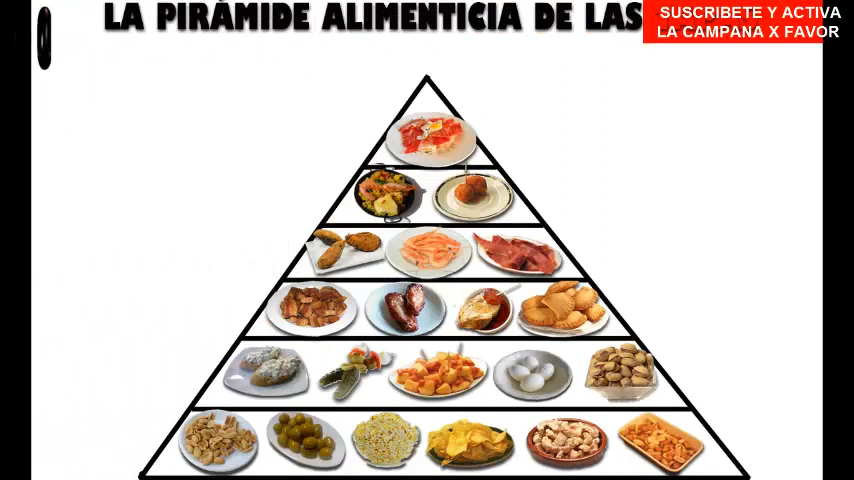 LA PIRÁMIDE ALIMENTICIA DE LAS
SUSCRIBETE Y ACTIVA
LA CAMPANA X FAVOR